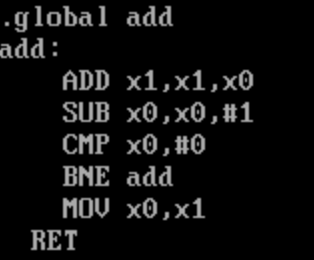 .global add
add:
ADD x1,x1,x0
SUB x0,x0,#1
CMP x0,#0
BNE add
MOV x0,x1
RET